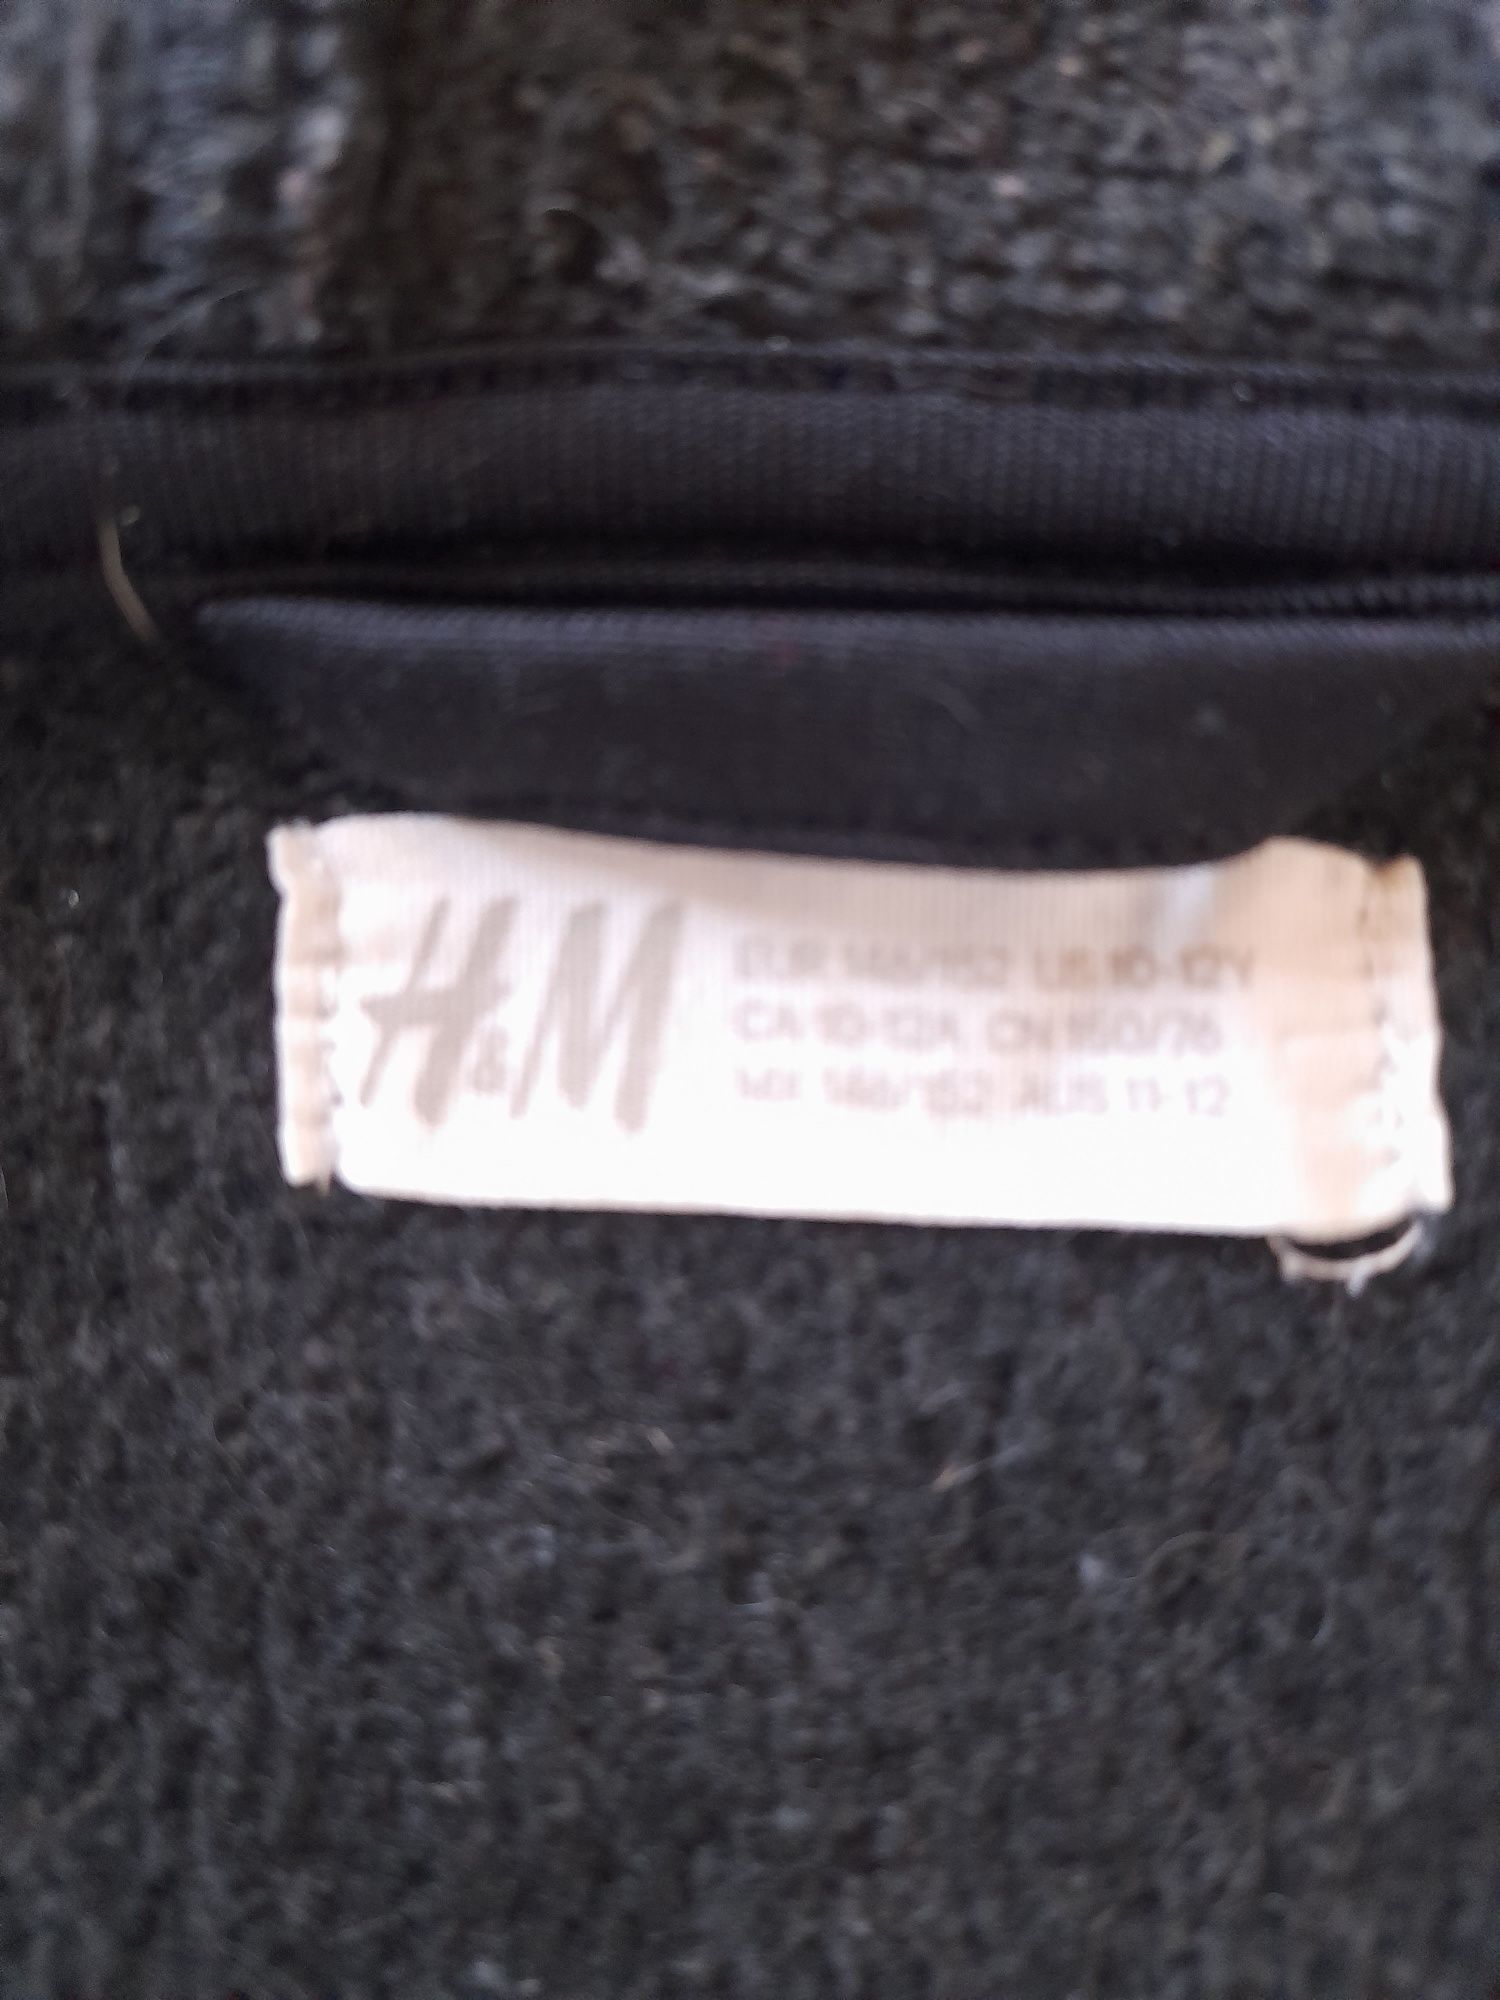 H&M
EUR 146/152 US 10-12Y
CA 10-12A CN 150/76
MX 146/152 AUS 11-12